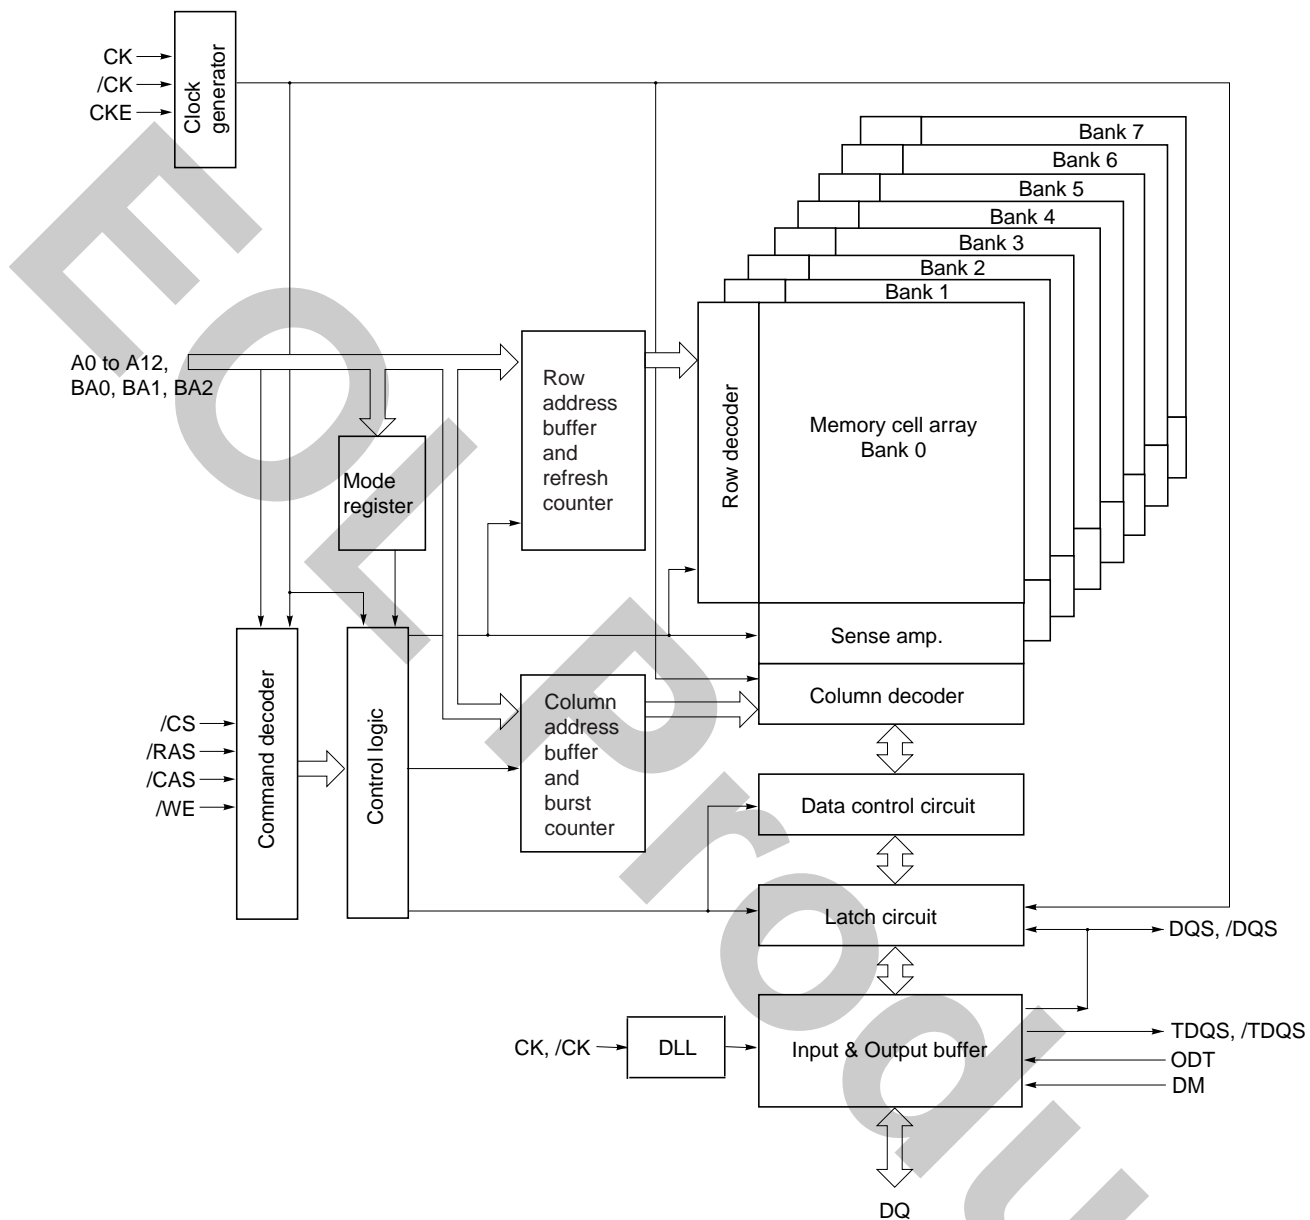 CK
/CK
CKE
Clock
generator
Bank 7
Bank 6
Bank 5
Bank 4
Bank 3
Bank 2
Bank 1
A0 to A12,
BA0, BA1, BA2
Mode
register
Row
address
buffer
and
refresh
counter
Row decoder
Memory cell array
Bank 0
Sense amp.
Column decoder
/CS
/RAS
/CAS
/WE
Command decoder
Control logic
Column
address
buffer
and
burst
counter
Data control circuit
Latch circuit
DQS, /DQS
CK, /CK
DLL
Input & Output buffer
TDQS, /TDQS
ODT
DM
DQ
EOL Produ